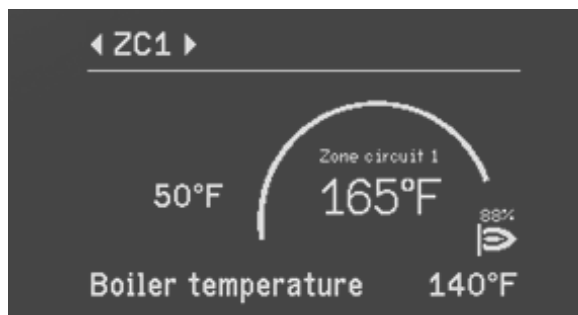 ZC1
Zone circuit 1
50°F
165°F
88%
Boiler temperature 140°F